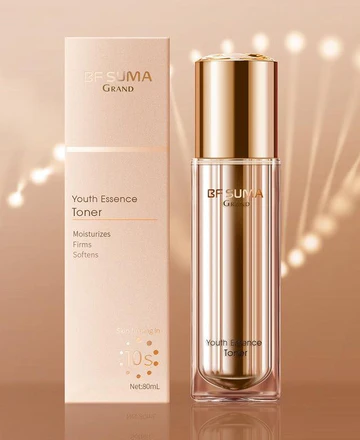 BF SUMA
GRAND
Youth Essence
Toner
Moisturizes
Firms
Softens
10s
Net:80mL
BF SUMA
GRAND
Youth Essence
Toner